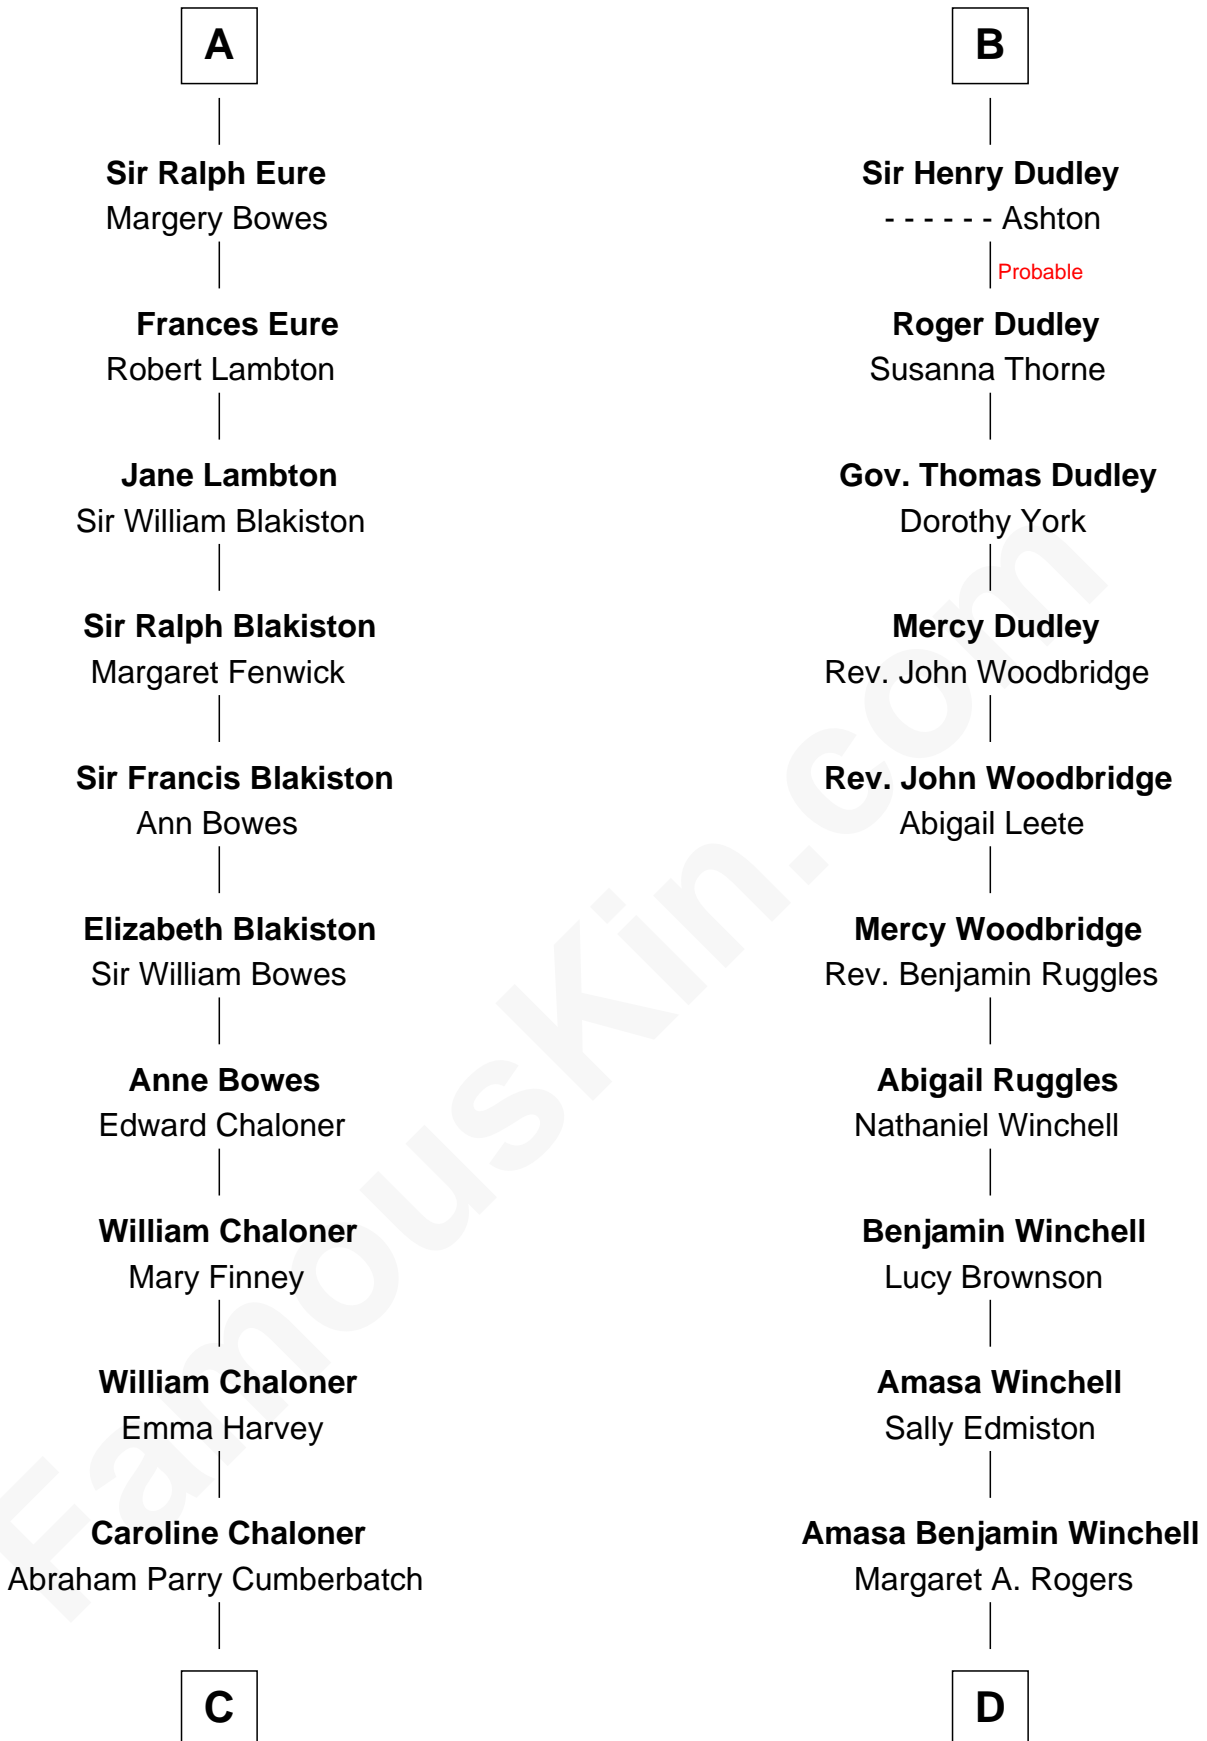 A
Sir Ralph Eure
Margery Bowes
Frances Eure
Robert Lambton
Jane Lambton
Sir William Blakiston
Sir Ralph Blakiston
Margaret Fenwick
Sir Francis Blakiston
Ann Bowes
Elizabeth Blakiston
Sir William Bowes
Anne Bowes
Edward Chaloner
William Chaloner
Mary Finney
William Chaloner
Emma Harvey
Caroline Chaloner
Abraham Parry Cumberbatch
C
B
Sir Henry Dudley
- - - - - - Ashton
Probable
Roger Dudley
Susanna Thorne
Gov. Thomas Dudley
Dorothy York
Mercy Dudley
Rev. John Woodbridge
Rev. John Woodbridge
Abigail Leete
Mercy Woodbridge
Rev. Benjamin Ruggles
Abigail Ruggles
Nathaniel Winchell
Benjamin Winchell
Lucy Brownson
Amasa Winchell
Sally Edmiston
Amasa Benjamin Winchell
Margaret A. Rogers
D
FamousKin.com